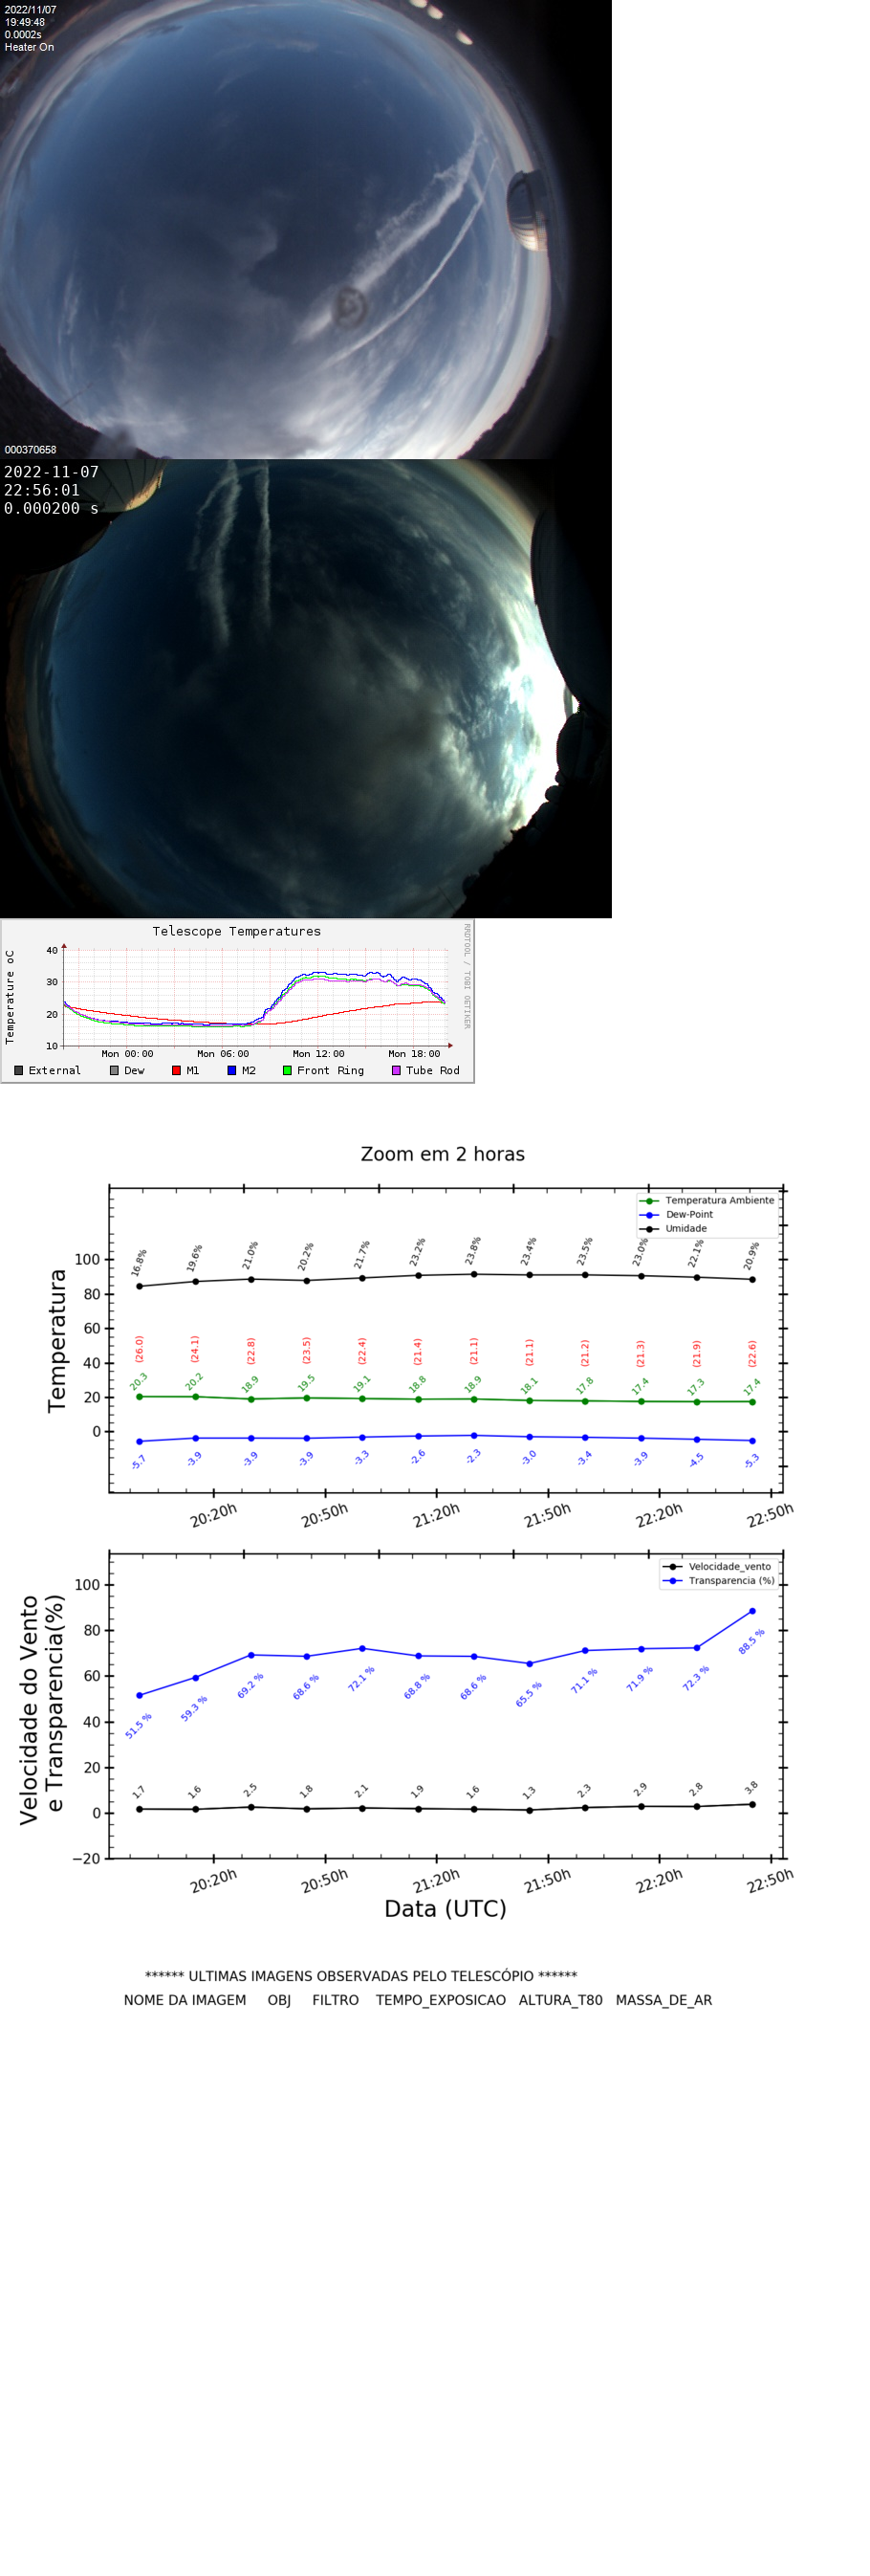 2022/11/07
19:49:48
0.0002s
Heater On
000370658
2022-11-07
22:56:01
0.000200 s
Telescope Temperatures
RRDTOOL / TOBI OETIKER
Temperature oC
40
30
20
10
Mon 00:00 Mon 06:00 Mon 12:00 Mon 18:00
External Dew M1 M2 Front Ring Tube Rod
Zoom em 2 horas
Temperatura
Temperatura Ambiente
Dew-Point
Umidade
100
80
60
40
20
0
16.8% 19.6% 21.0% 20.2% 21.7% 23.2% 23.8% 23.4% 23.5% 23.0% 22.1% 20.9%
(26.0) (24.1) (22.8) (23.5) (22.4) (21.4) (21.1) (21.1) (21.2) (21.3) (21.9) (22.6)
20.3 20.2 18.9 19.5 19.1 18.8 18.9 18.1 17.8 17.4 17.3 17.4
-5.7 -3.9 -3.9 -3.9 -3.3 -2.6 -2.3 -3.0 -3.4 -3.9 -4.5 -5.3
20:20h 20:50h 21:20h 21:50h 22:20h 22:50h
Velocidade do Vento
e Transparencia(%)
Velocidade_vento
Transparencia (%)
100
80
60
40
20
0
−20
51.5 % 59.3 % 69.2 % 68.6 % 72.1 % 68.8 % 68.6 % 65.5 % 71.1 % 71.9 % 72.3 % 88.5 %
1.7 1.6 2.5 1.8 2.1 1.9 1.6 1.3 2.3 2.9 2.8 3.8
20:20h 20:50h 21:20h 21:50h 22:20h 22:50h
Data (UTC)
****** ULTIMAS IMAGENS OBSERVADAS PELO TELESCÓPIO ******
NOME DA IMAGEM OBJ FILTRO TEMPO_EXPOSICAO ALTURA_T80 MASSA_DE_AR